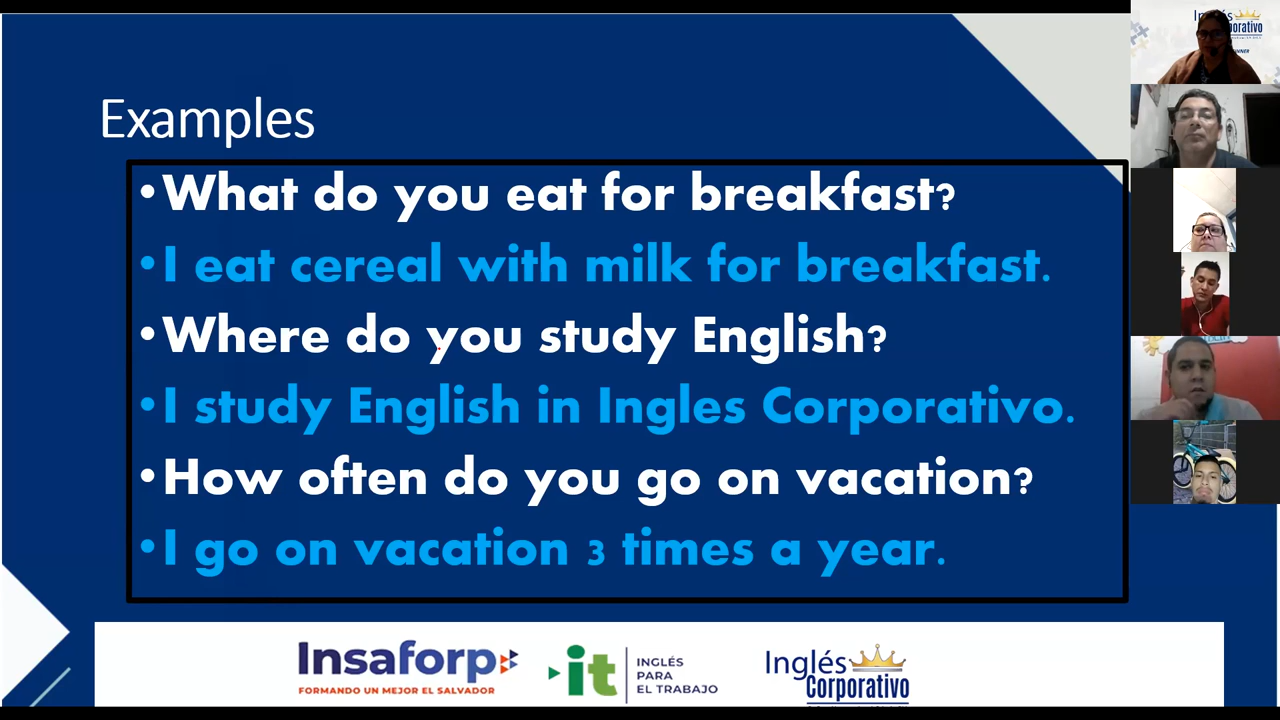 Examples
•What do you eat for breakfast?
•I eat cereal with milk for breakfast.
•Where do you study English?
•I study English in Ingles Corporativo.
•How often do you go on vacation?
•I go on vacation 3 times a year.
Insaforp
FORMANDO UN MEJOR EL SALVADOR
it
INGLÉS
PARA
EL TRABAJO
Inglés
Corporativo